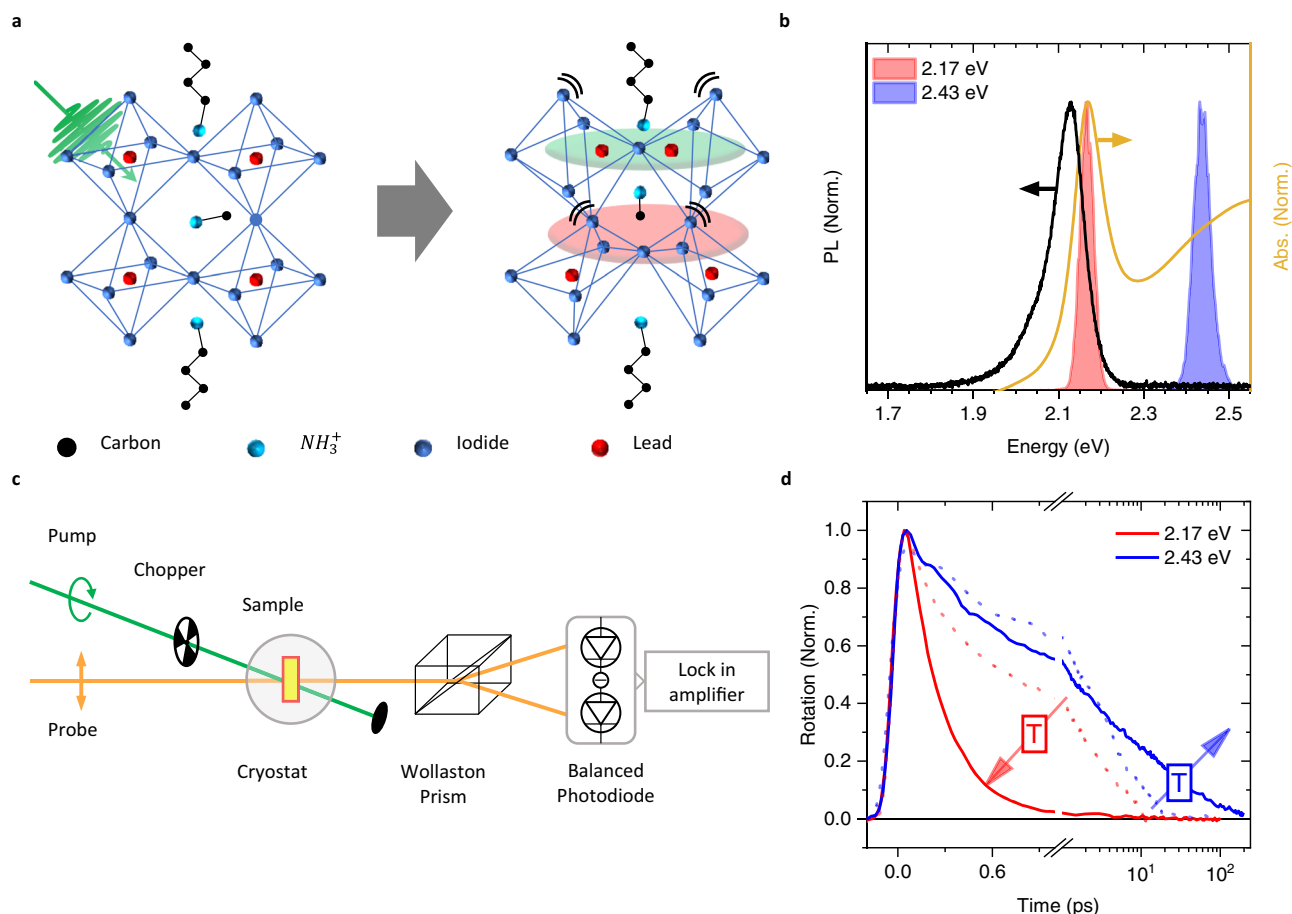 a
Carbon
NH₃⁺
Iodide
Lead
b
2.17 eV
2.43 eV
PL (Norm.)
Abs. (Norm.)
1.7 1.9 2.1 2.3 2.5
Energy (eV)
c
Pump
Chopper
Sample
Probe
Cryostat
Wollaston
Prism
Balanced
Photodiode
Lock in
amplifier
d
2.17 eV
2.43 eV
Rotation (Norm.)
1.0
0.8
0.6
0.4
0.2
0.0
T
T
0.0 0.6 10¹ 10²
Time (ps)